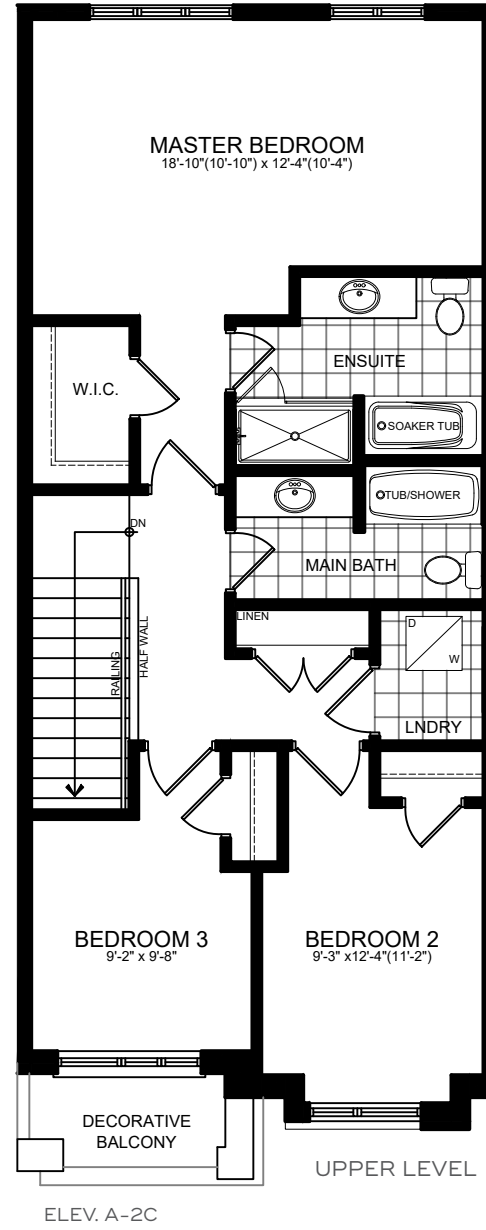 MASTER BEDROOM
18'-10"(10'-10") x 12'-4"(10'-4")
W.I.C.
ENSUITE
SOAKER TUB
TUB/SHOWER
DN
MAIN BATH
LINEN
D
W
RAILING
HALF WALL
LNDRY
BEDROOM 3
9'-2" x 9'-8"
BEDROOM 2
9'-3" x12'-4"(11'-2")
DECORATIVE
BALCONY
UPPER LEVEL
ELEV. A-2C